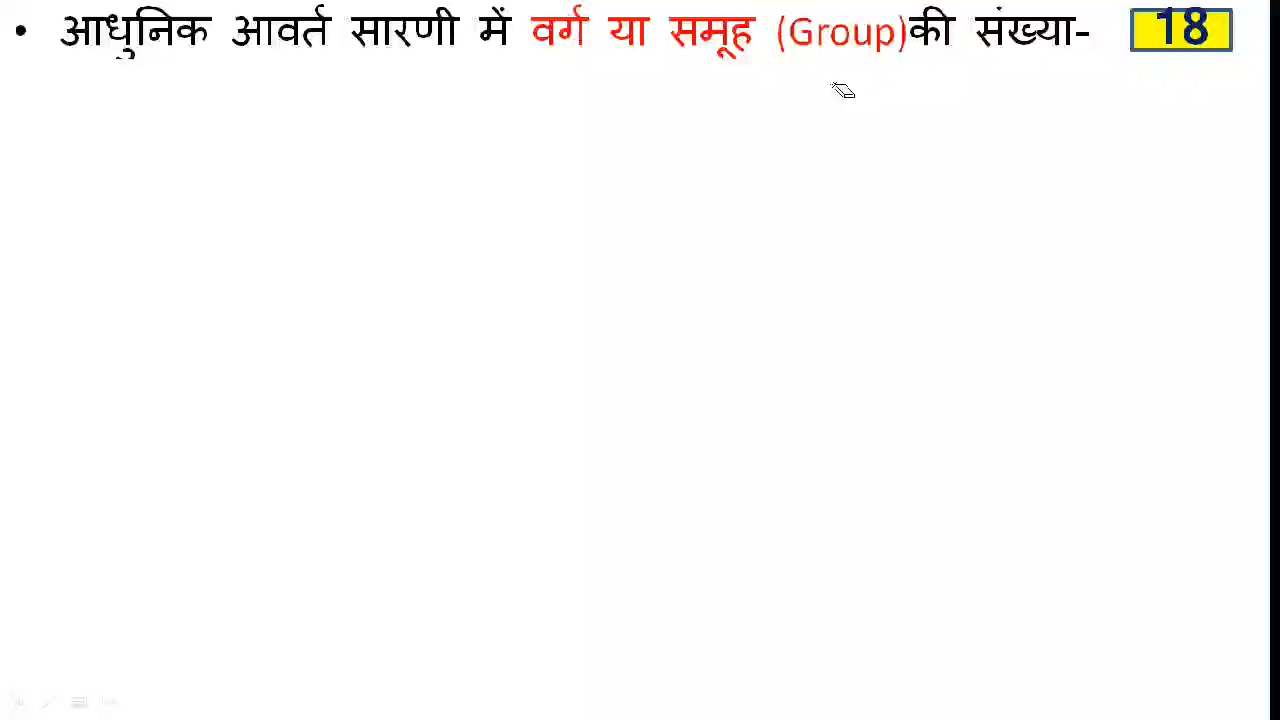 • आधुनिक आवर्त सारणी में वर्ग या समूह (Group)की संख्या- 18